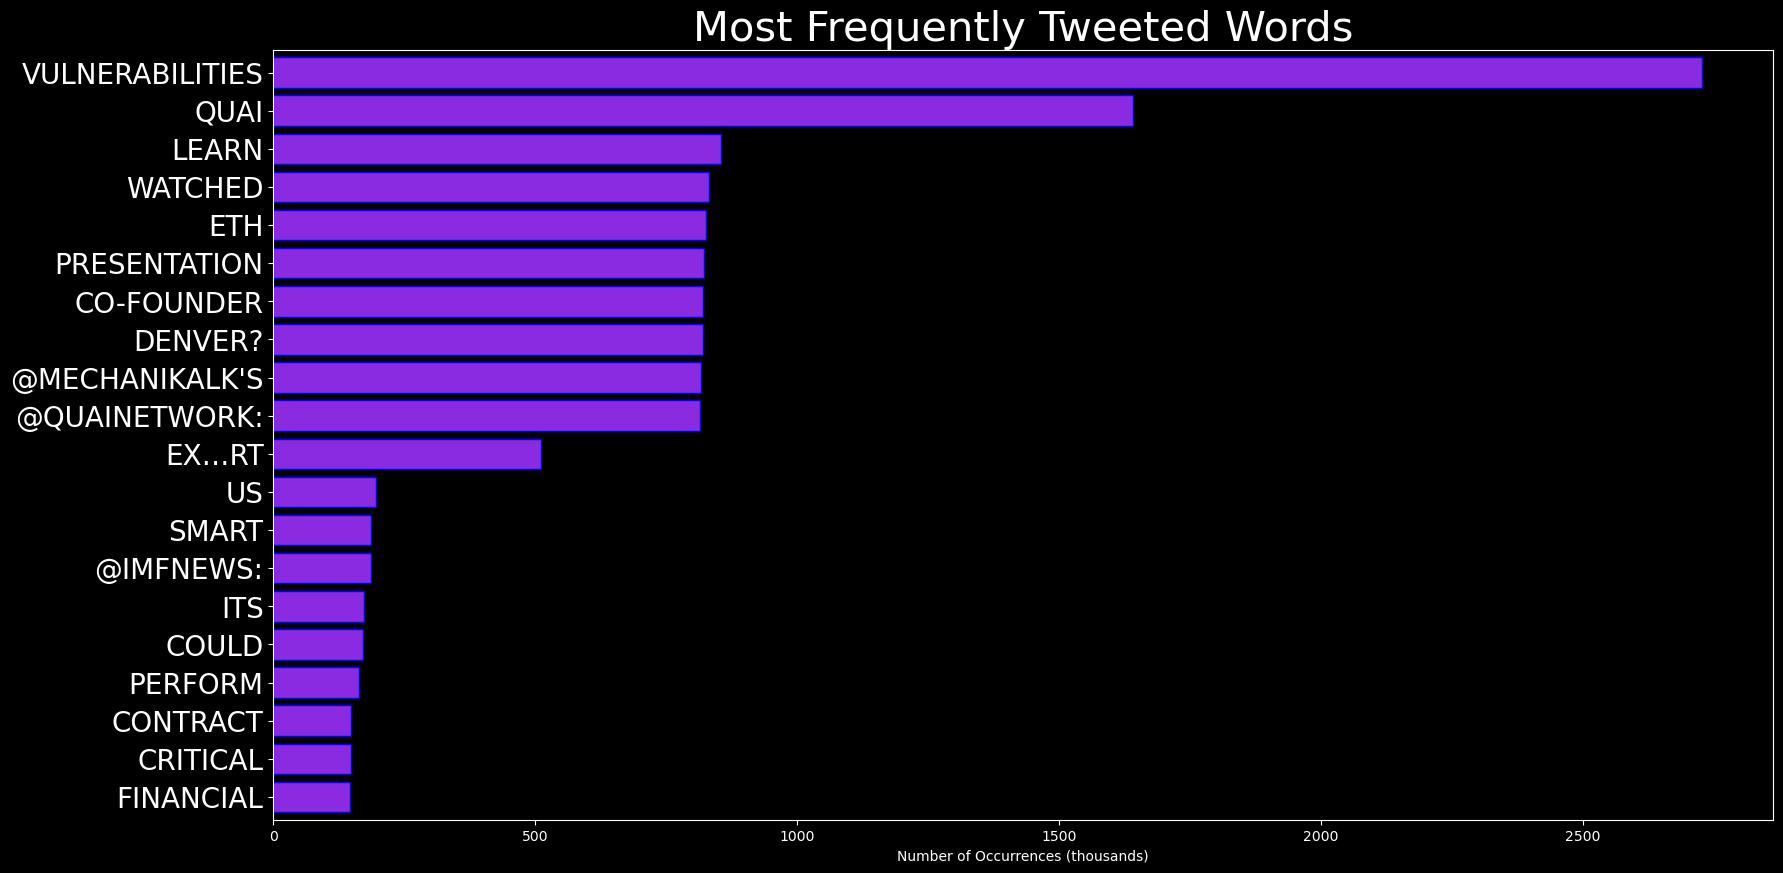 Most Frequently Tweeted Words
VULNERABILITIES
QUAI
LEARN
WATCHED
ETH
PRESENTATION
CO-FOUNDER
DENVER?
@MECHANIKALK'S
@QUAINETWORK:
EX…RT
US
SMART
@IMFNEWS:
ITS
COULD
PERFORM
CONTRACT
CRITICAL
FINANCIAL
0 500 1000 1500 2000 2500
Number of Occurrences (thousands)